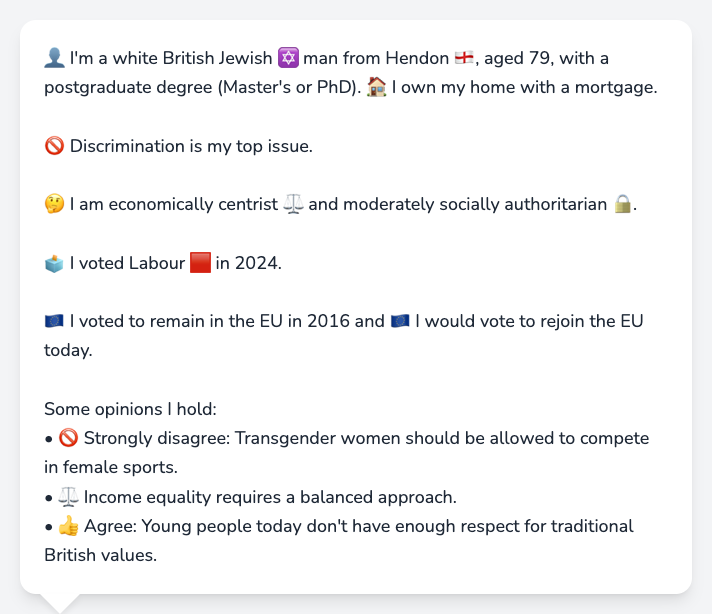 👤 I'm a white British Jewish ✡️ man from Hendon 🏴󠁧󠁢󠁥󠁮󠁧󠁿, aged 79, with a
postgraduate degree (Master's or PhD). 🏠 I own my home with a mortgage.
🚫 Discrimination is my top issue.
🤔 I am economically centrist ⚖️ and moderately socially authoritarian 🔒.
🗳️ I voted Labour 🟥 in 2024.
🇪🇺 I voted to remain in the EU in 2016 and 🇪🇺 I would vote to rejoin the EU
today.
Some opinions I hold:
• 🚫 Strongly disagree: Transgender women should be allowed to compete
in female sports.
• ⚖️ Income equality requires a balanced approach.
• 👍 Agree: Young people today don't have enough respect for traditional
British values.